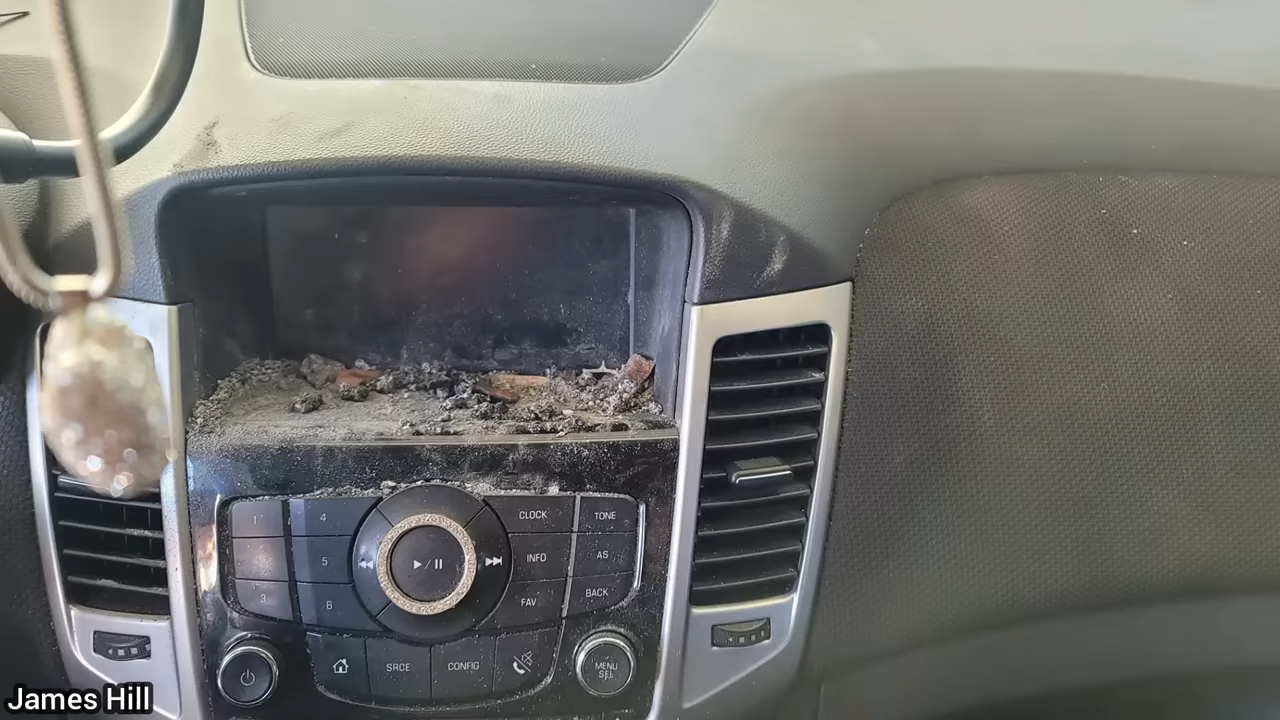 1 4 CLOCK TONE
5 INFO AS
3 6 FAV BACK
SRCE CONFIG MENU
SEL
James Hill